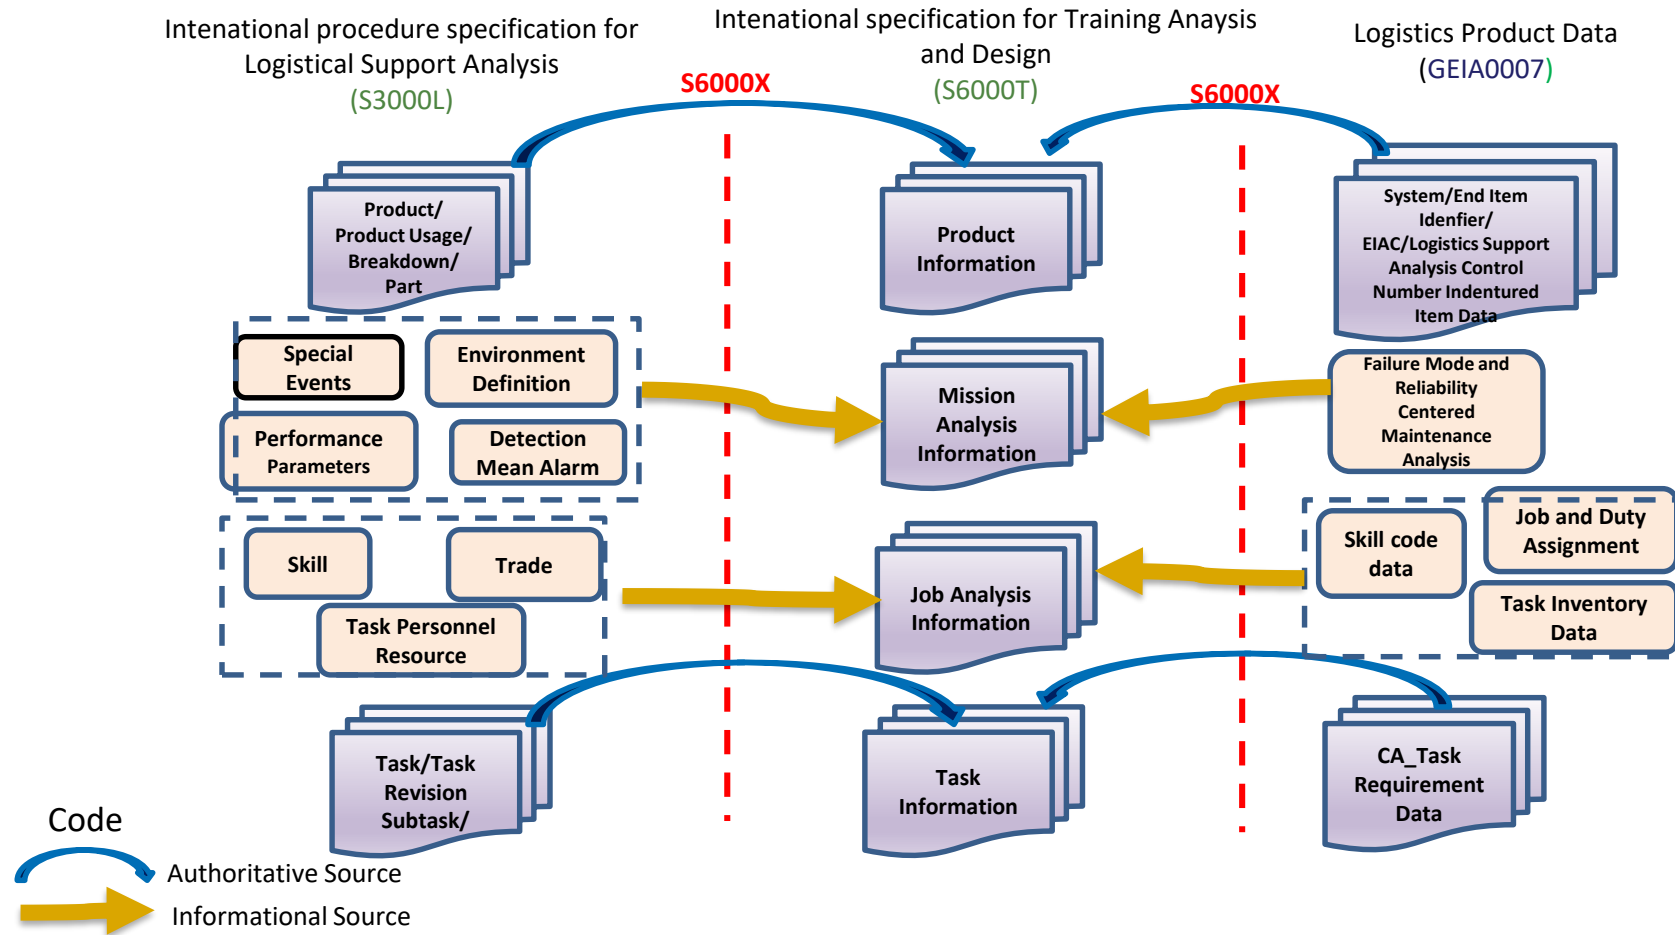 Intenational procedure specification for
Logistical Support Analysis
(S3000L)
S6000X
Intenational specification for Training Anaysis
and Design
(S6000T)
S6000X
Logistics Product Data
(GEIA0007)
Product/
Product Usage/
Breakdown/
Part
Product
Information
System/End Item
Idenfier/
EIAC/Logistics Support
Analysis Control
Number Indentured
Item Data
Special
Events
Environment
Definition
Performance
Parameters
Detection
Mean Alarm
Mission
Analysis
Information
Failure Mode and
Reliability
Centered
Maintenance
Analysis
Skill
Trade
Task Personnel
Resource
Job Analysis
Information
Skill code
data
Job and Duty
Assignment
Task Inventory
Data
Task/Task
Revision
Subtask/
Task
Information
CA_Task
Requirement
Data
Code
Authoritative Source
Informational Source